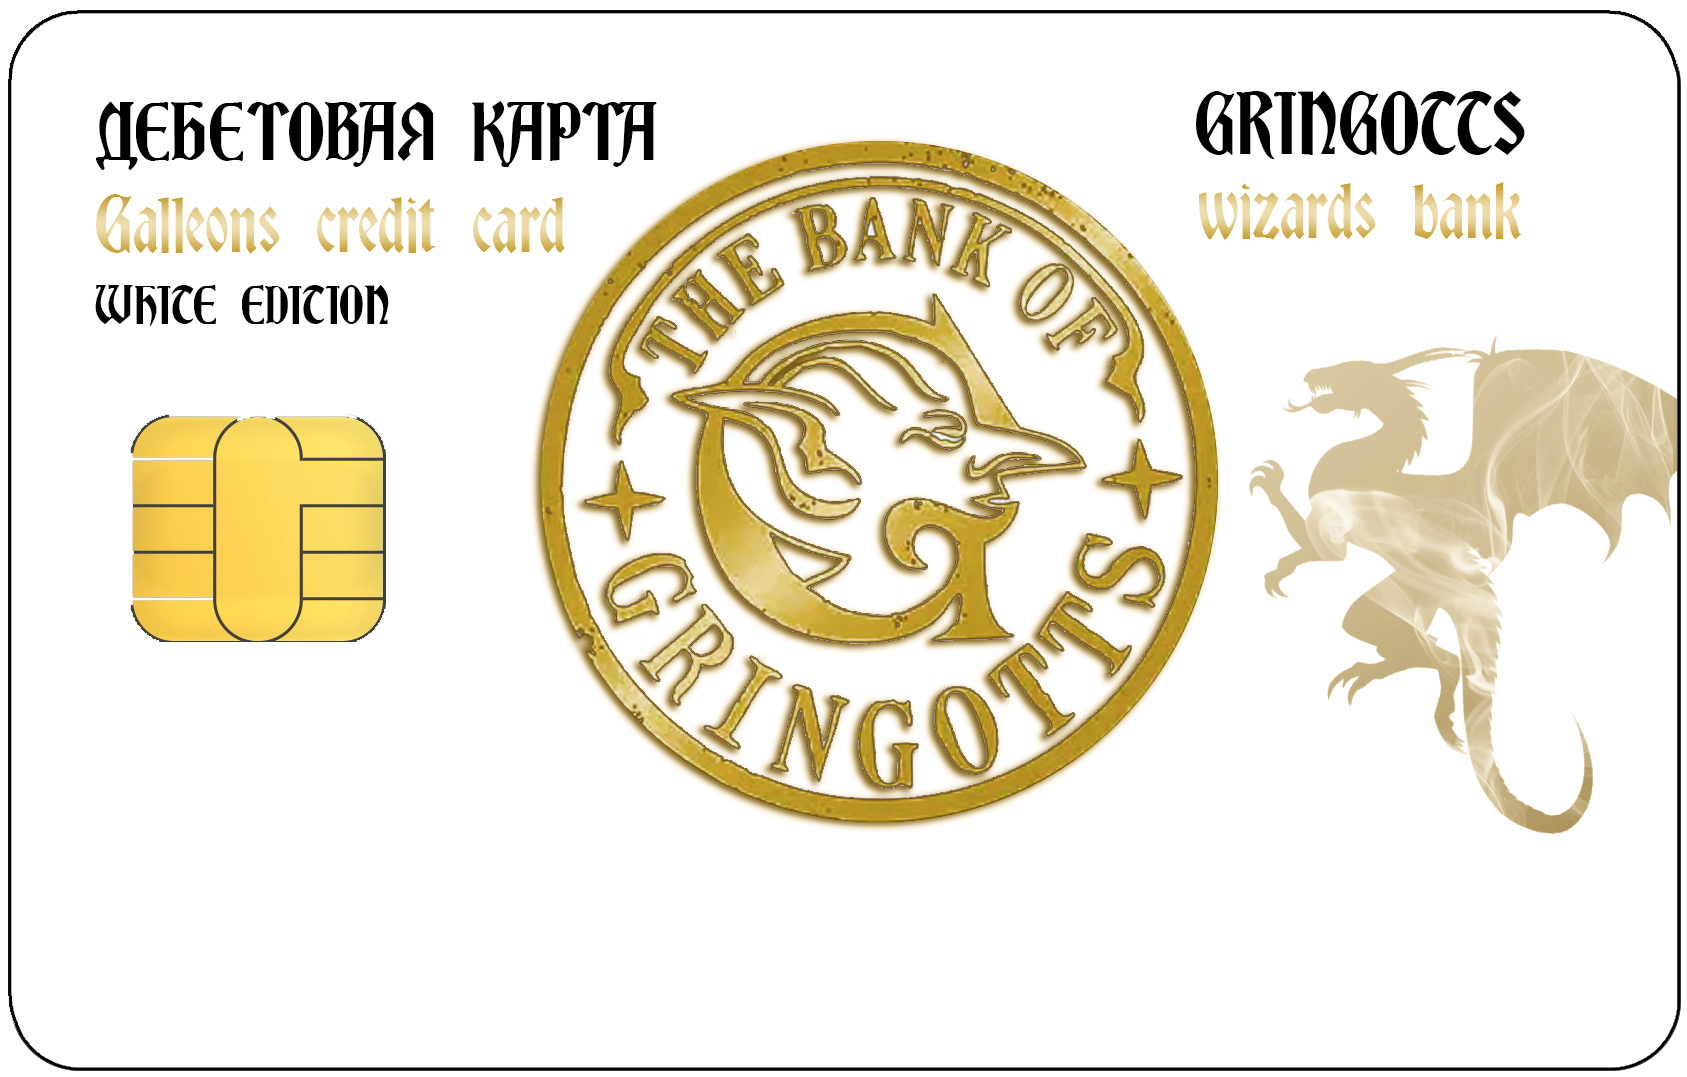 ДЕБЕТОВАЯ КАРТА
Galleons credit card
WHITE EDITION
GRINGOTTS
wizards bank
THE BANK OF
GRINGOTTS